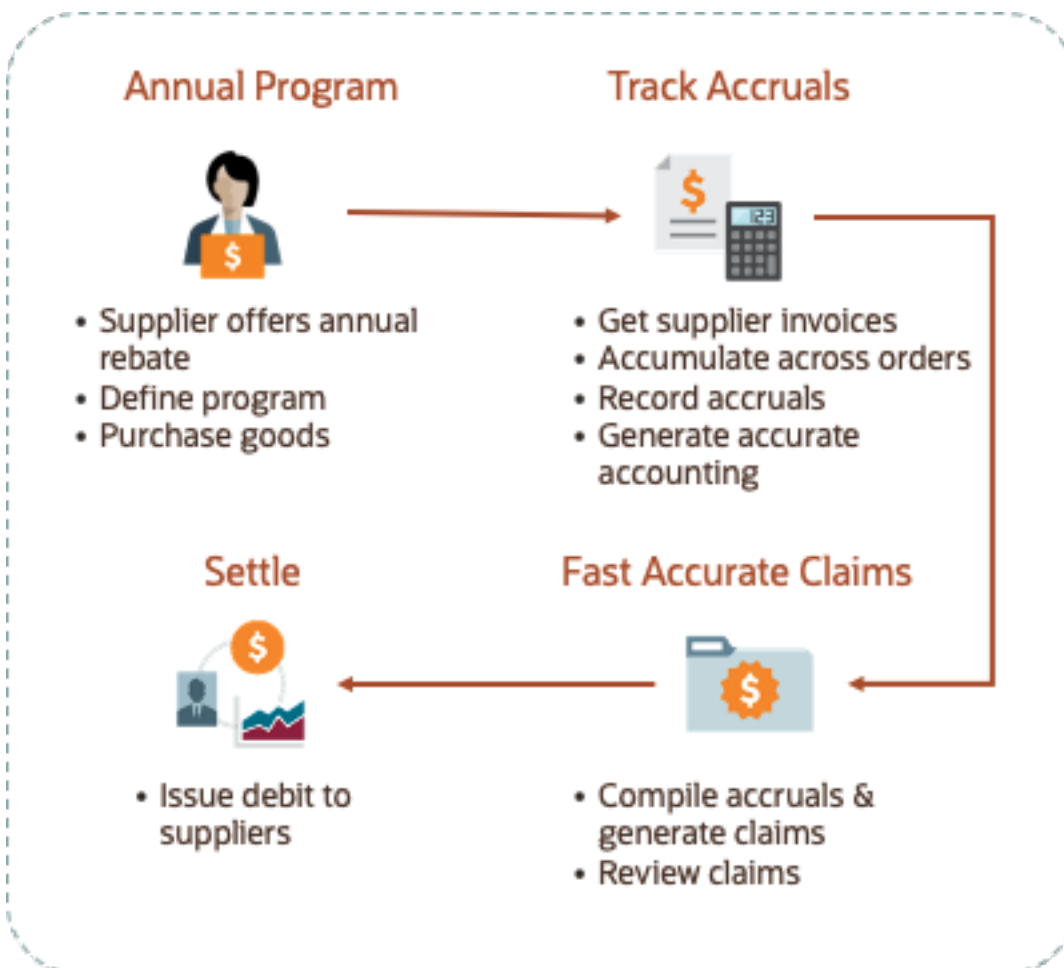 Annual Program
$
• Supplier offers annual
rebate
• Define program
• Purchase goods
Track Accruals
$
123
• Get supplier invoices
• Accumulate across orders
• Record accruals
• Generate accurate
accounting
Fast Accurate Claims
$
• Compile accruals &
generate claims
• Review claims
Settle
$
• Issue debit to
suppliers